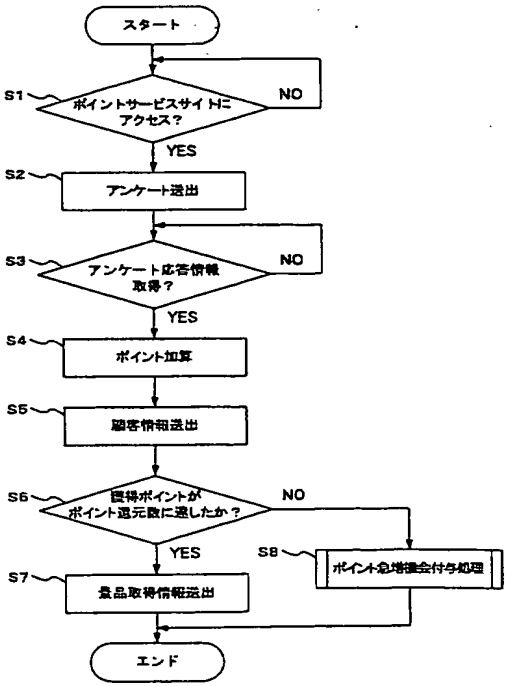 スタート
S1
ポイントサービスサイトに
アクセス？
NO
YES
S2
アンケート送出
S3
アンケート応答情報
取得？
NO
YES
S4
ポイント加算
S5
顧客情報送出
S6
獲得ポイントが
ポイント還元数に達したか？
NO
YES
S7
景品取得情報送出
S8
ポイント急増機会付与処理
エンド